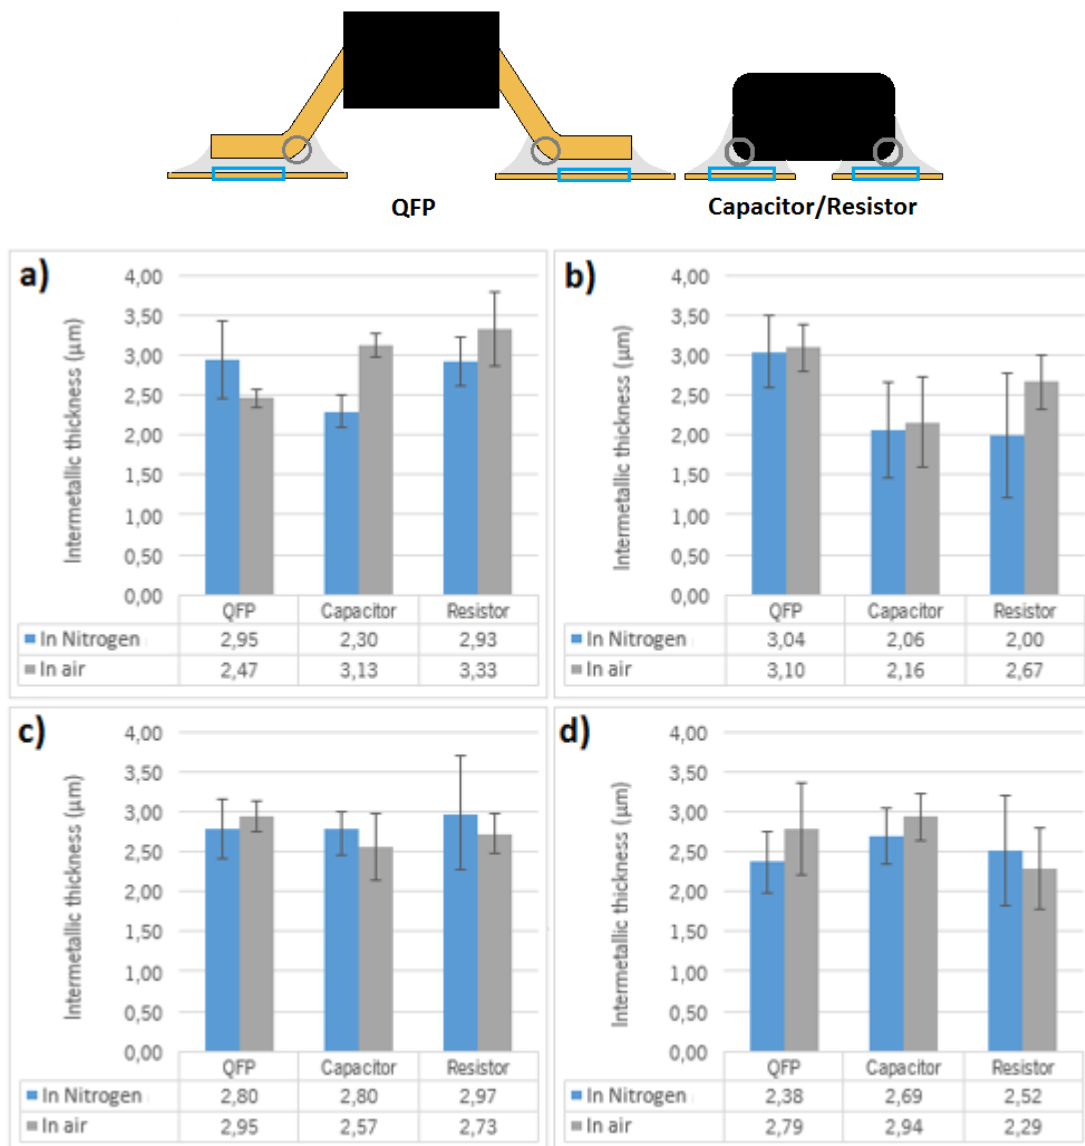 QFP
Capacitor/Resistor
a)
Intermetallic thickness (μm)
4,00
3,50
3,00
2,50
2,00
1,50
1,00
0,50
0,00
QFP Capacitor Resistor
In Nitrogen 2,95 2,30 2,93
In air 2,47 3,13 3,33
b)
Intermetallic thickness (μm)
4,00
3,50
3,00
2,50
2,00
1,50
1,00
0,50
0,00
QFP Capacitor Resistor
In Nitrogen 3,04 2,06 2,00
In air 3,10 2,16 2,67
c)
Intermetallic thickness (μm)
4,00
3,50
3,00
2,50
2,00
1,50
1,00
0,50
0,00
QFP Capacitor Resistor
In Nitrogen 2,80 2,80 2,97
In air 2,95 2,57 2,73
d)
Intermetallic thickness (μm)
4,00
3,50
3,00
2,50
2,00
1,50
1,00
0,50
0,00
QFP Capacitor Resistor
In Nitrogen 2,38 2,69 2,52
In air 2,79 2,94 2,29